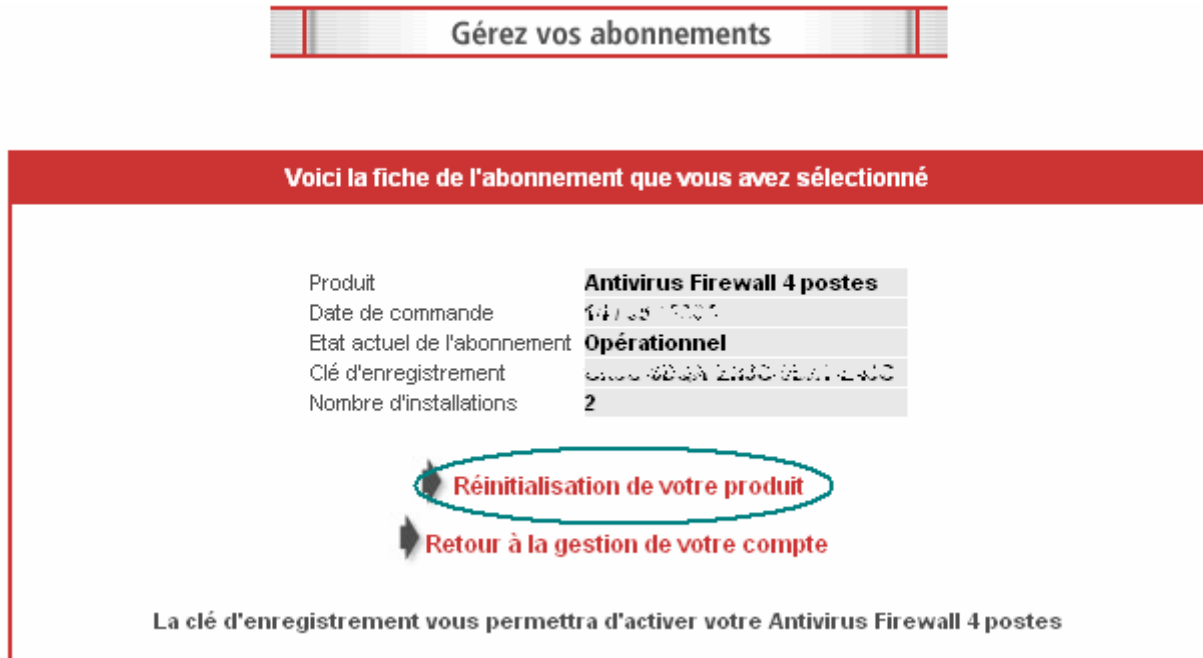 Gérez vos abonnements
Voici la fiche de l'abonnement que vous avez sélectionné
Produit Antivirus Firewall 4 postes
Date de commande
Etat actuel de l'abonnement Opérationnel
Clé d'enregistrement
Nombre d'installations 2
Réinitialisation de votre produit
Retour à la gestion de votre compte
La clé d'enregistrement vous permettra d'activer votre Antivirus Firewall 4 postes